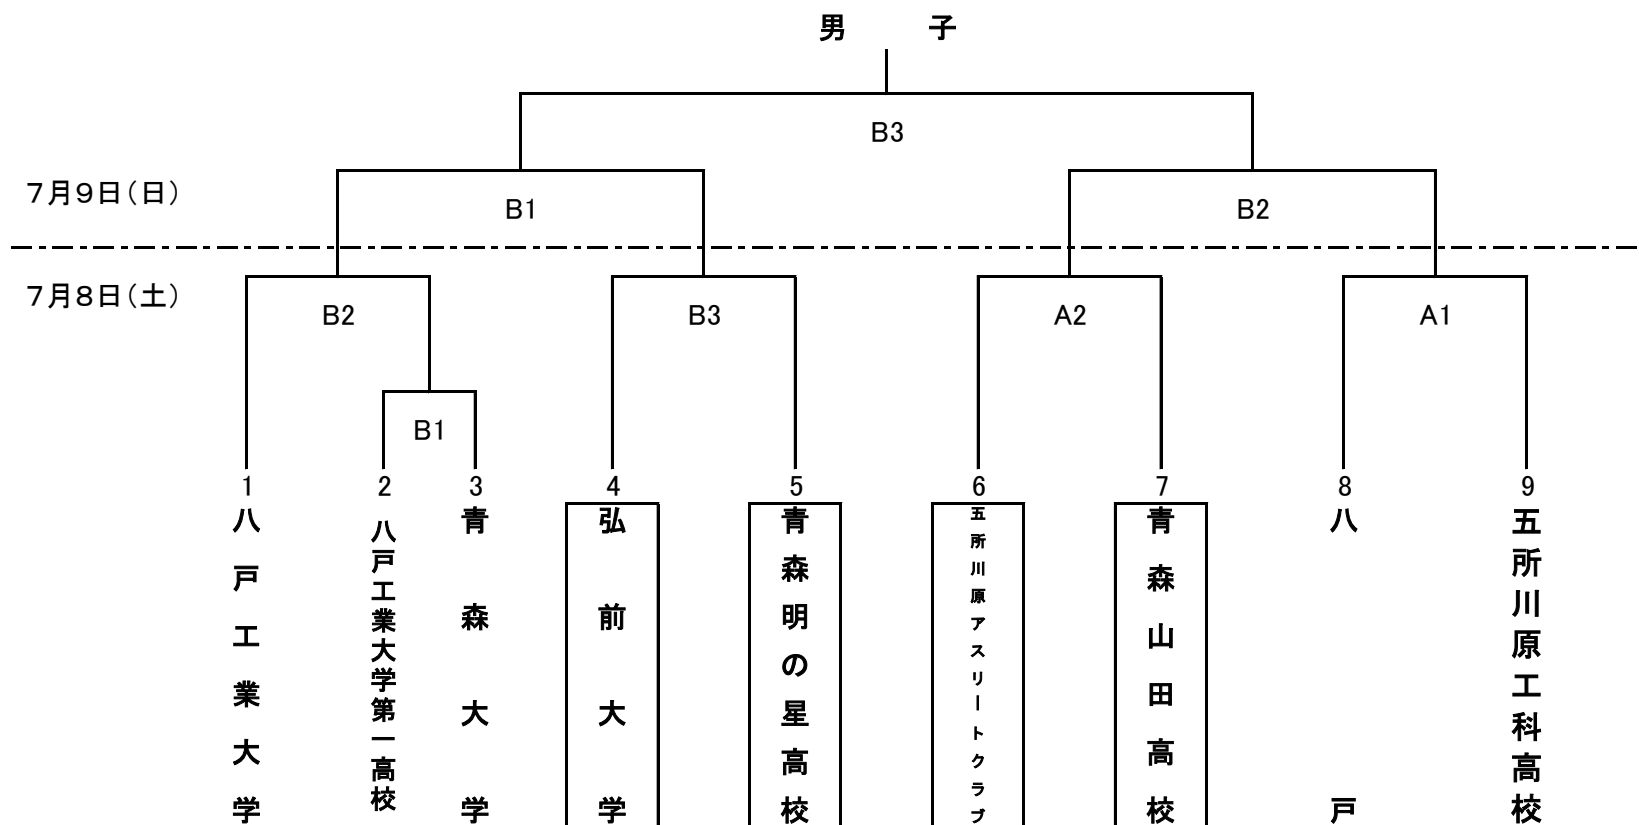 男 子
B3
7月9日(日)
B1
B2
7月8日(土)
B2
B3
A2
A1
B1
1
2
3
4
5
6
7
8
9
八戸工業大学
八戸工業大学第一高校
青森大学
弘前大学
青森明の星高校
五所川原アスリートクラブ
青森山田高校
八戸
五所川原工科高校